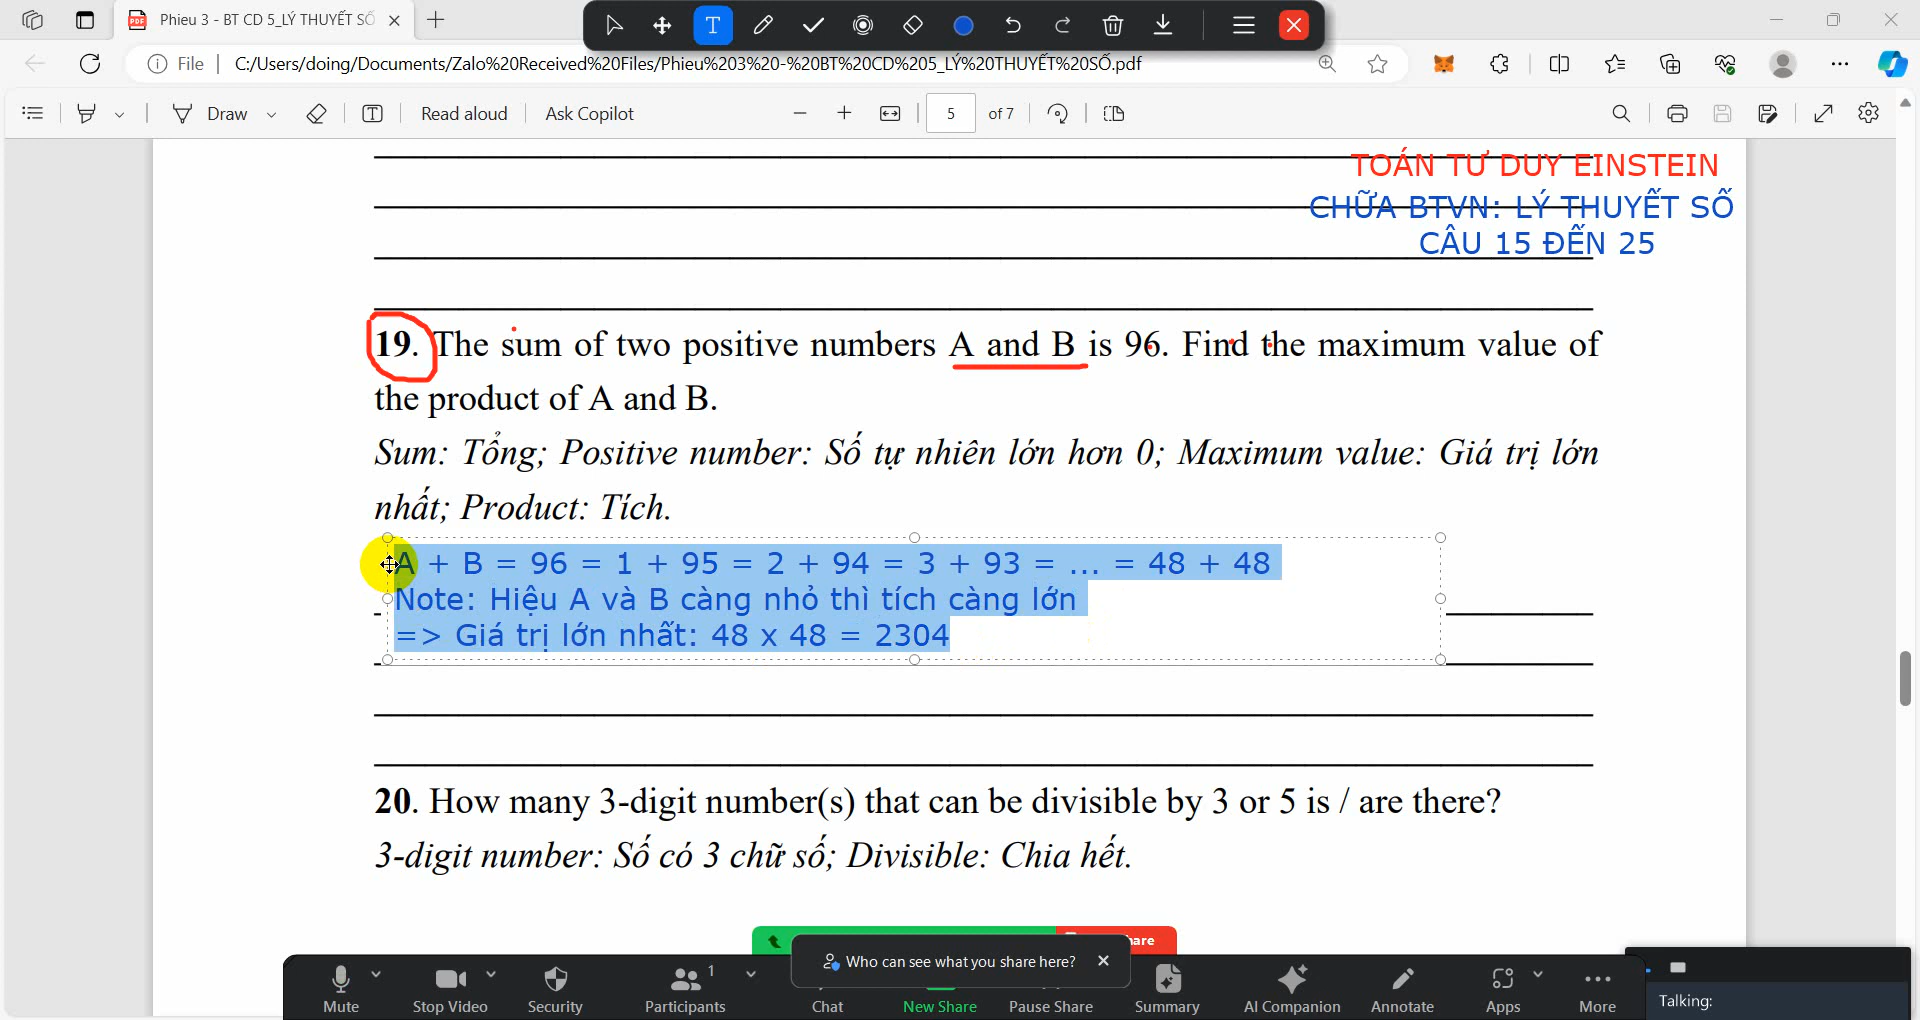 Phieu 3 - BT CD 5_LÝ THUYẾT SỐ
File
C:/Users/doing/Documents/Zalo%20Received%20Files/Phieu%203%20-%20BT%20CD%205_LÝ%20THUYẾT%20SỐ.pdf
Draw
Read aloud
Ask Copilot
5
of 7
TOÁN TƯ DUY EINSTEIN
CHỮA BTVN: LÝ THUYẾT SỐ
CÂU 15 ĐẾN 25
19. The sum of two positive numbers A and B is 96. Find the maximum value of
the product of A and B.
Sum: Tổng; Positive number: Số tự nhiên lớn hơn 0; Maximum value: Giá trị lớn
nhất; Product: Tích.
A + B = 96 = 1 + 95 = 2 + 94 = 3 + 93 = ... = 48 + 48
Note: Hiệu A và B càng nhỏ thì tích càng lớn
=> Giá trị lớn nhất: 48 x 48 = 2304
20. How many 3-digit number(s) that can be divisible by 3 or 5 is / are there?
3-digit number: Số có 3 chữ số; Divisible: Chia hết.
Who can see what you share here?
Mute
Stop Video
Security
Participants
1
Chat
New Share
Pause Share
Summary
AI Companion
Annotate
Apps
More
Talking: